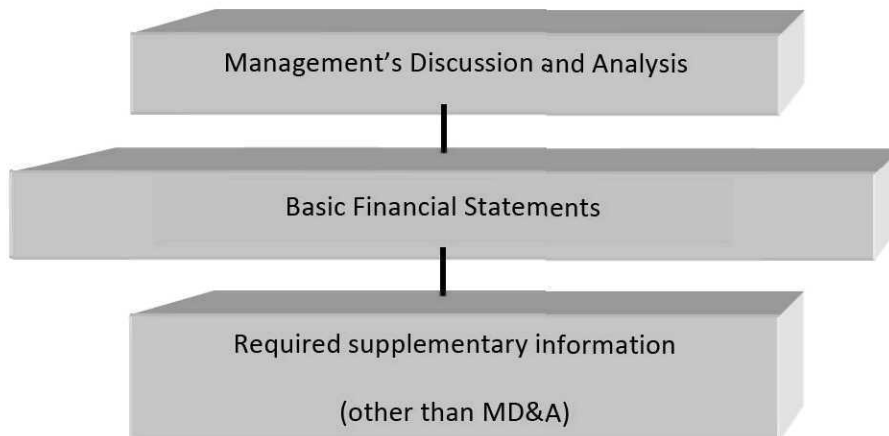 Management’s Discussion and Analysis
Basic Financial Statements
Required supplementary information
(other than MD&A)